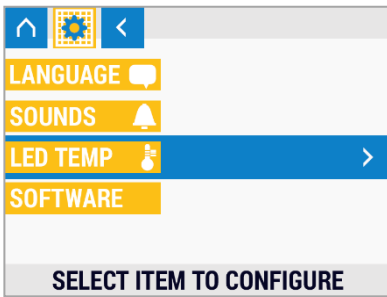 LANGUAGE
SOUNDS
LED TEMP
SOFTWARE
SELECT ITEM TO CONFIGURE